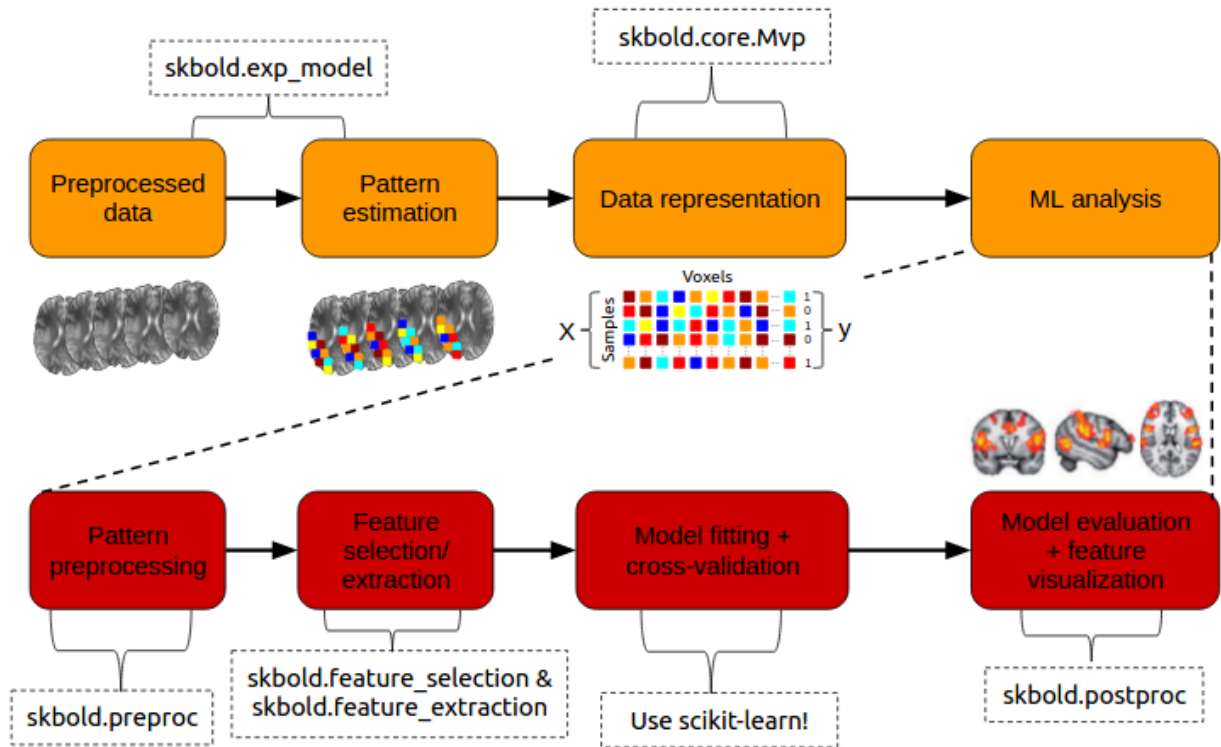 skbold.exp_model
skbold.core.Mvp
Preprocessed
data
Pattern
estimation
Data representation
ML analysis
Voxels
X
Samples
1
0
1
0
1
y
Pattern
preprocessing
Feature
selection/
extraction
Model fitting +
cross-validation
Model evaluation
+ feature
visualization
skbold.preproc
skbold.feature_selection &
skbold.feature_extraction
Use scikit-learn!
skbold.postproc